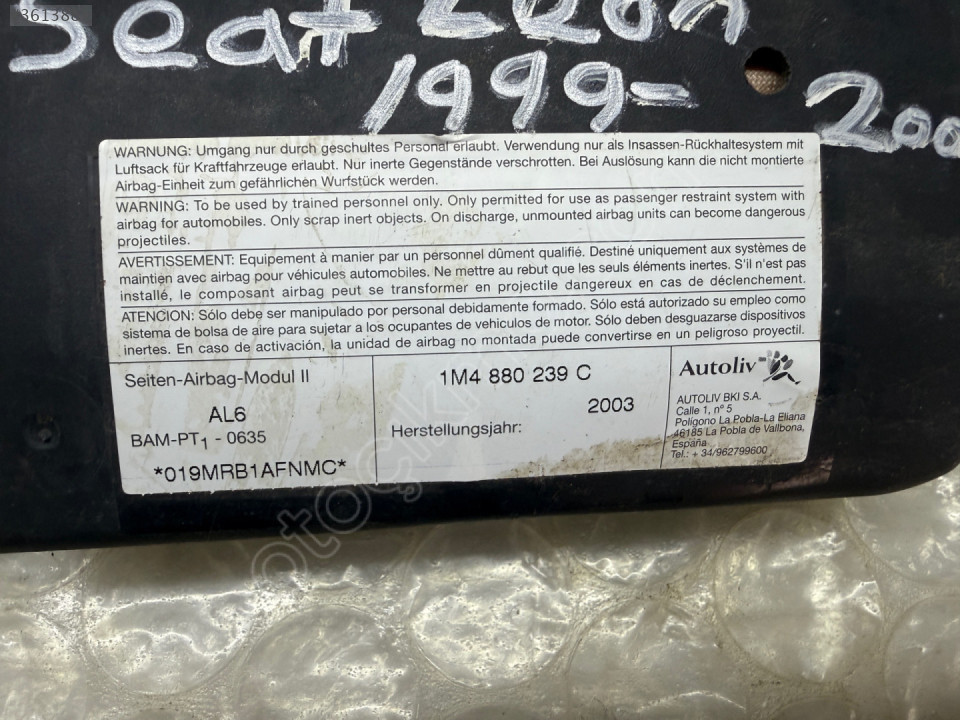 Seat Leon
1999-
200
WARNUNG: Umgang nur durch geschultes Personal erlaubt. Verwendung nur als Insassen-Rückhaltesystem mit
Luftsack für Kraftfahrzeuge erlaubt. Nur inerte Gegenstände verschrotten. Bei Auslösung kann die nicht montierte
Airbag-Einheit zum gefährlichen Wurfstück werden.
WARNING: To be used by trained personnel only. Only permitted for use as passenger restraint system with
airbag for automobiles. Only scrap inert objects. On discharge, unmounted airbag units can become dangerous
projectiles.
AVERTISSEMENT: Equipement à manier par un personnel dûment qualifié. Destiné uniquement aux systèmes de
maintien avec airbag pour véhicules automobiles. Ne mettre au rebut que les seuls éléments inertes. S'il n'est pas
installé, le composant airbag peut se transformer en projectile dangereux en cas de déclenchement.
ATENCION: Sólo debe ser manipulado por personal debidamente formado. Sólo está autorizado su empleo como
sistema de bolsa de aire para sujetar a los ocupantes de vehiculos de motor. Sólo deben desguazarse dispositivos
inertes. En caso de activación, la unidad de airbag no montada puede convertirse en un peligroso proyectil.
Seiten-Airbag-Modul II
AL6
BAM-PT1 - 0635
*019MRB1AFNMC*
1M4 880 239 C
2003
Herstellungsjahr:
Autoliv
AUTOLIV BKI S.A.
Calle 1, nº 5
Polígono La Pobla-La Eliana
46185 La Pobla de Vallbona,
España
Tel.: + 34/962799600